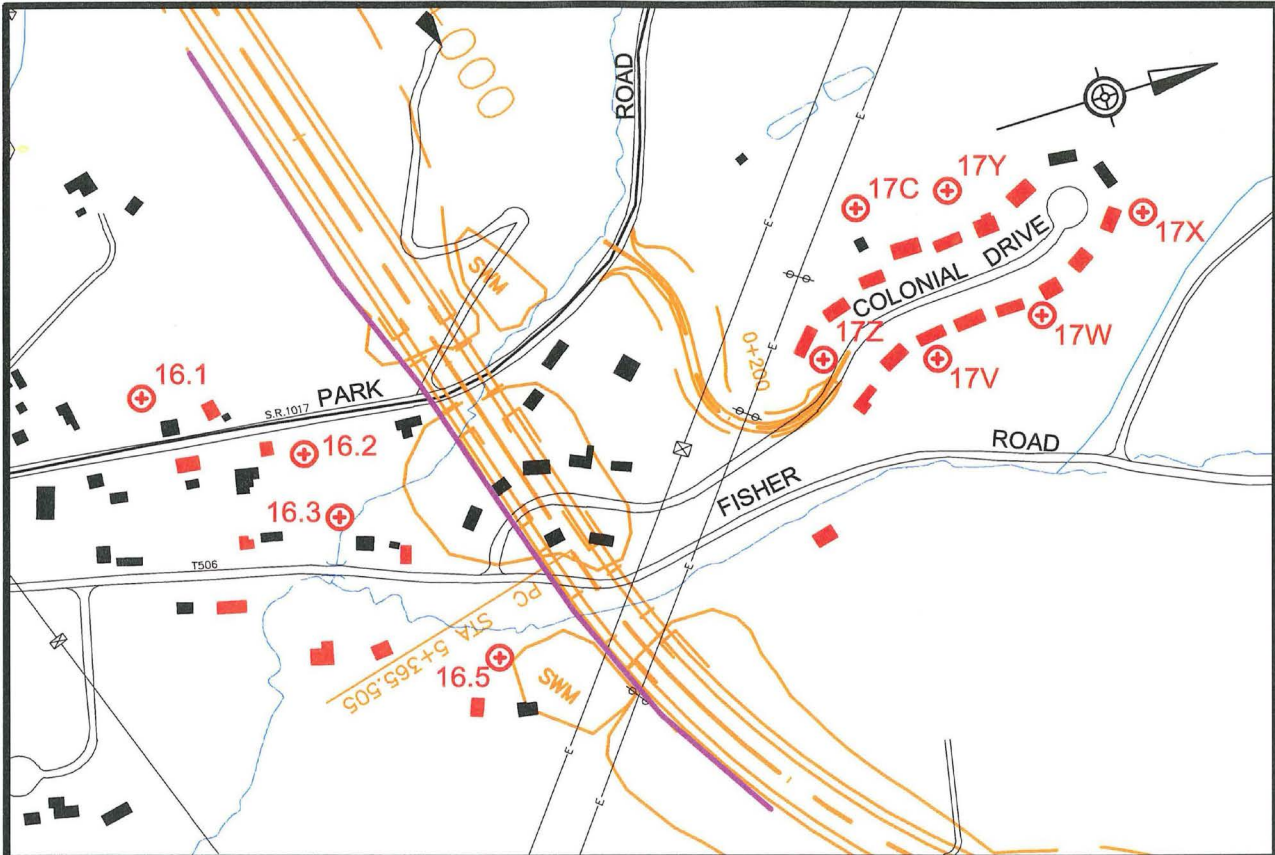 000
ROAD
17Y
17C
17X
COLONIAL DRIVE
SWM
17Z
17W
0+200
17V
16.1
S.R.1017 PARK
16.2
ROAD
FISHER
16.3
T506
PC
STA 5+365.505
16.5
SWM
E
E
E
E
E
E